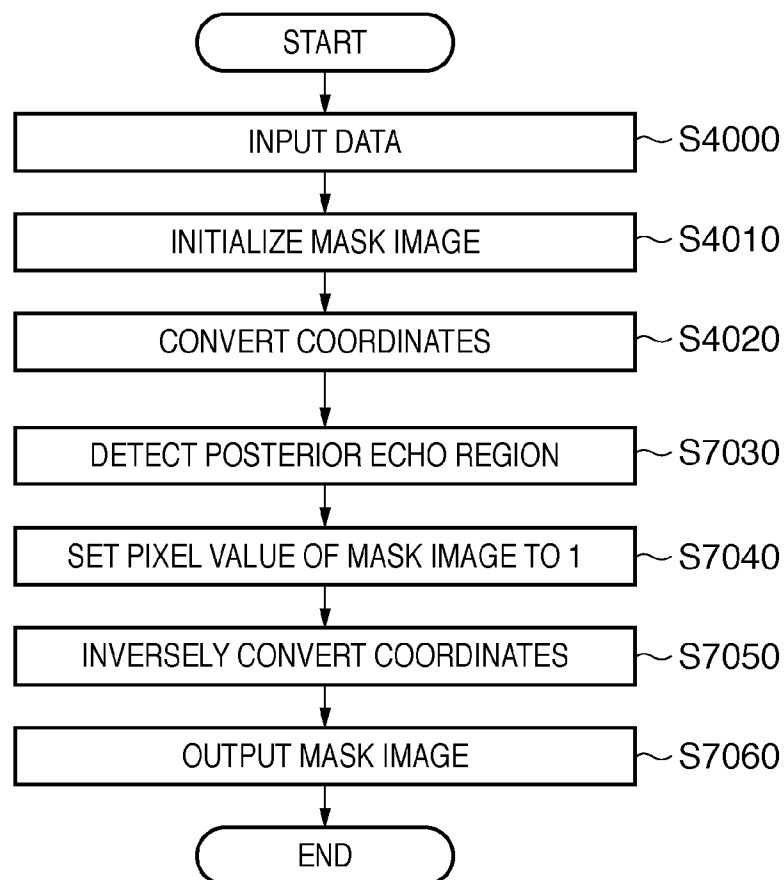 START
INPUT DATA S4000
INITIALIZE MASK IMAGE S4010
CONVERT COORDINATES S4020
DETECT POSTERIOR ECHO REGION S7030
SET PIXEL VALUE OF MASK IMAGE TO 1 S7040
INVERSELY CONVERT COORDINATES S7050
OUTPUT MASK IMAGE S7060
END